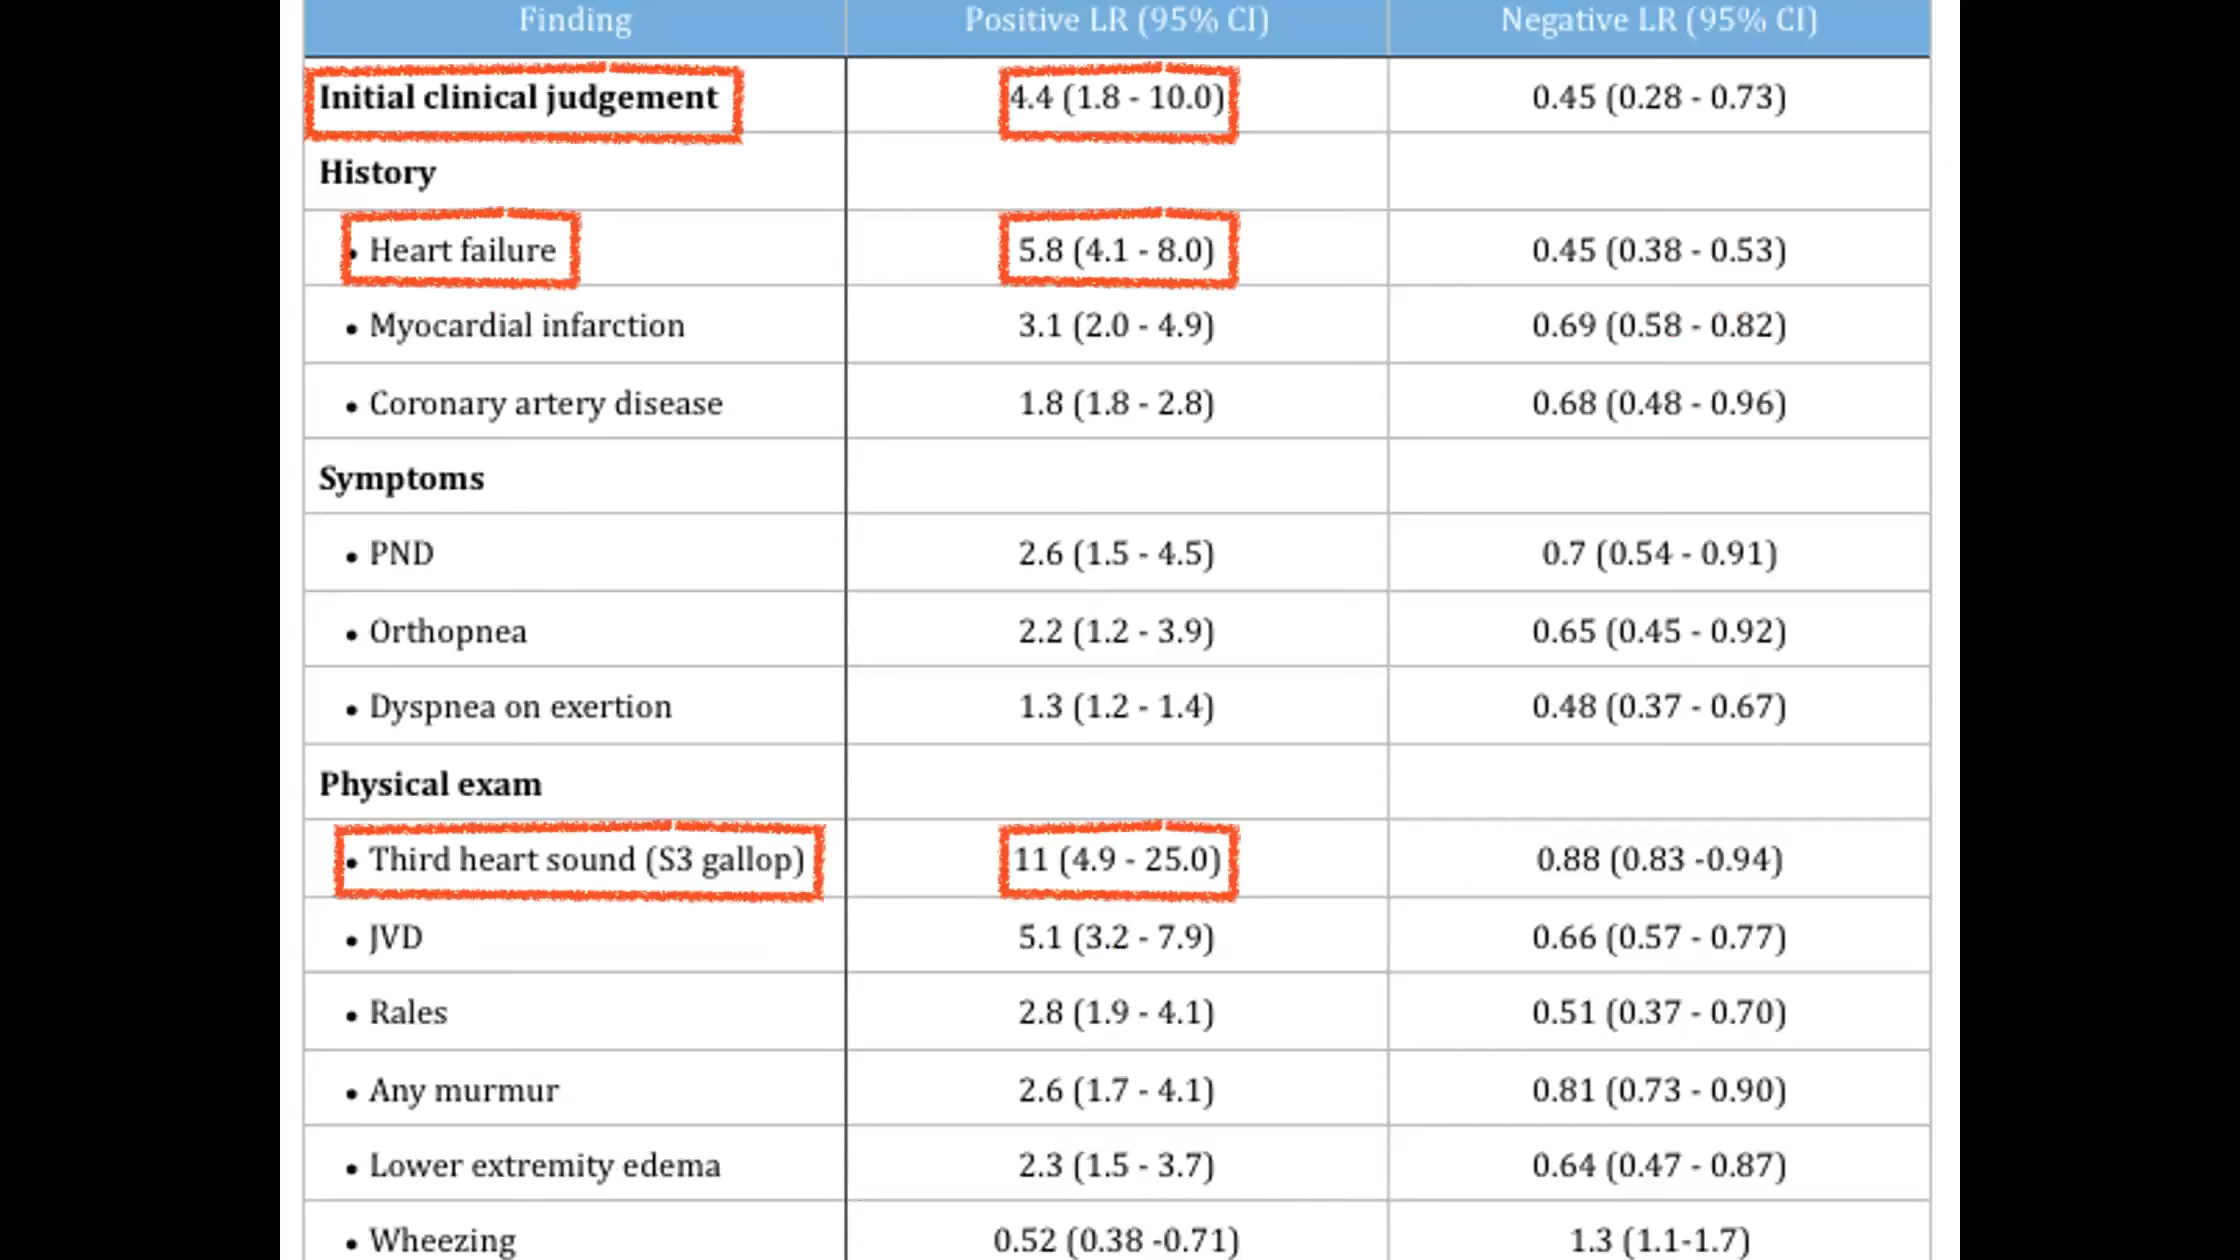 Finding Positive LR (95% CI) Negative LR (95% CI)
Initial clinical judgement 4.4 (1.8 - 10.0) 0.45 (0.28 - 0.73)
History
• Heart failure 5.8 (4.1 - 8.0) 0.45 (0.38 - 0.53)
• Myocardial infarction 3.1 (2.0 - 4.9) 0.69 (0.58 - 0.82)
• Coronary artery disease 1.8 (1.8 - 2.8) 0.68 (0.48 - 0.96)
Symptoms
• PND 2.6 (1.5 - 4.5) 0.7 (0.54 - 0.91)
• Orthopnea 2.2 (1.2 - 3.9) 0.65 (0.45 - 0.92)
• Dyspnea on exertion 1.3 (1.2 - 1.4) 0.48 (0.37 - 0.67)
Physical exam
• Third heart sound (S3 gallop) 11 (4.9 - 25.0) 0.88 (0.83 -0.94)
• JVD 5.1 (3.2 - 7.9) 0.66 (0.57 - 0.77)
• Rales 2.8 (1.9 - 4.1) 0.51 (0.37 - 0.70)
• Any murmur 2.6 (1.7 - 4.1) 0.81 (0.73 - 0.90)
• Lower extremity edema 2.3 (1.5 - 3.7) 0.64 (0.47 - 0.87)
• Wheezing 0.52 (0.38 -0.71) 1.3 (1.1-1.7)